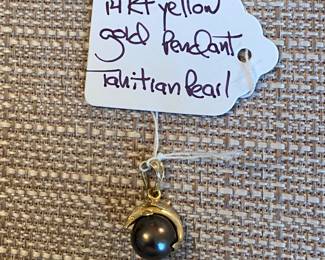 14kt yellow
gold Pendant
Tahitian Pearl